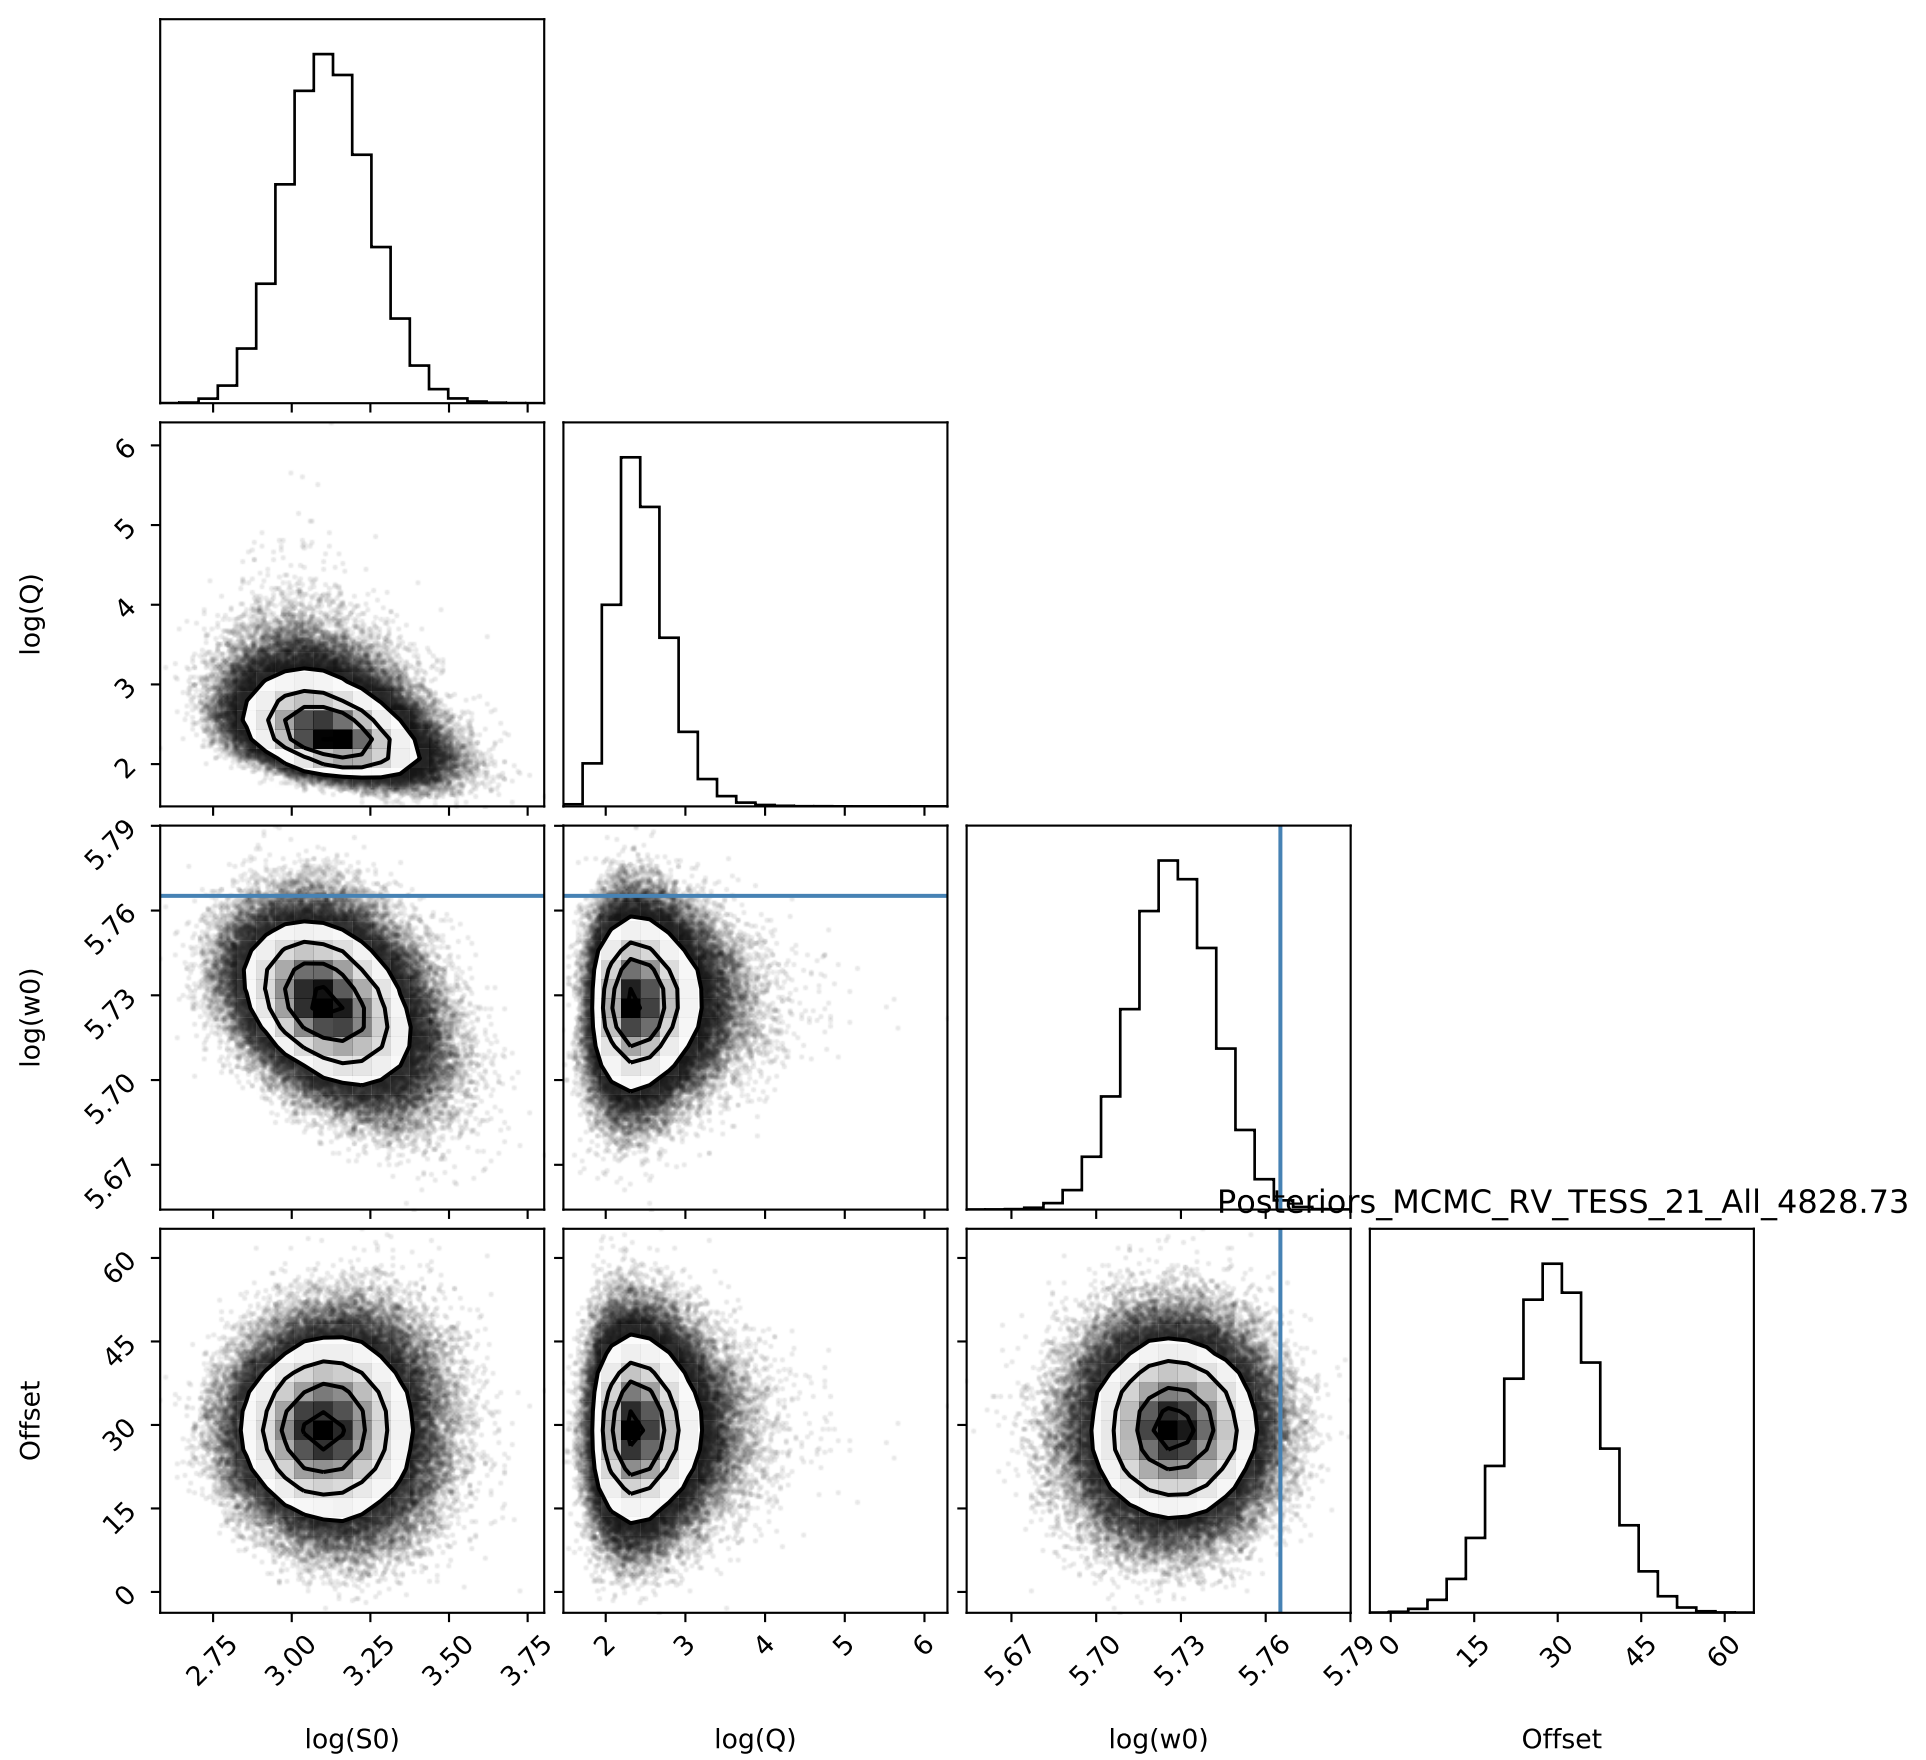 6
5
4
3
2
log(Q)
5.79
5.76
5.73
5.70
5.67
log(w0)
Posteriors_MCMC_RV_TESS_21_All_4828.73
60
45
30
15
0
Offset
2.75 3.00 3.25 3.50 3.75 2 3 4 5 6 5.67 5.70 5.73 5.76 5.79 0 15 30 45 60
log(S0) log(Q) log(w0) Offset